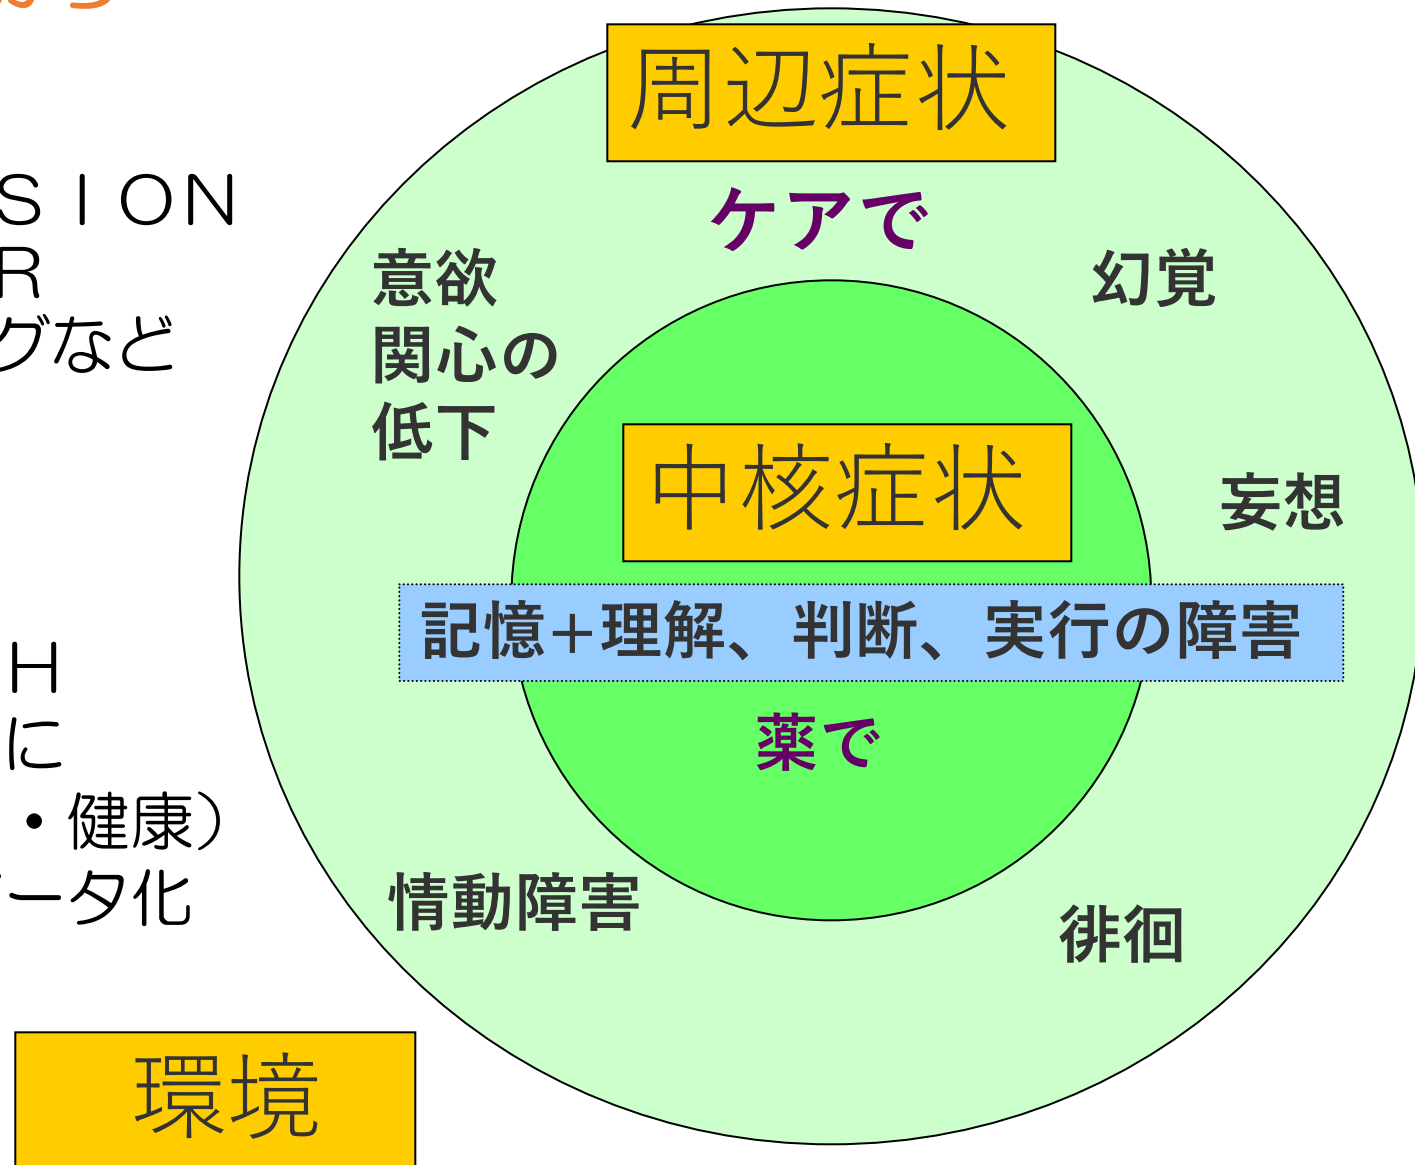 周辺症状
ケアで
ＳＩＯＮ
Ｒ
グなど
意欲
関心の
低下
幻覚
中核症状
妄想
記憶+理解、判断、実行の障害
薬で
Ｈ
に
・健康）
ータ化
情動障害
徘徊
環境